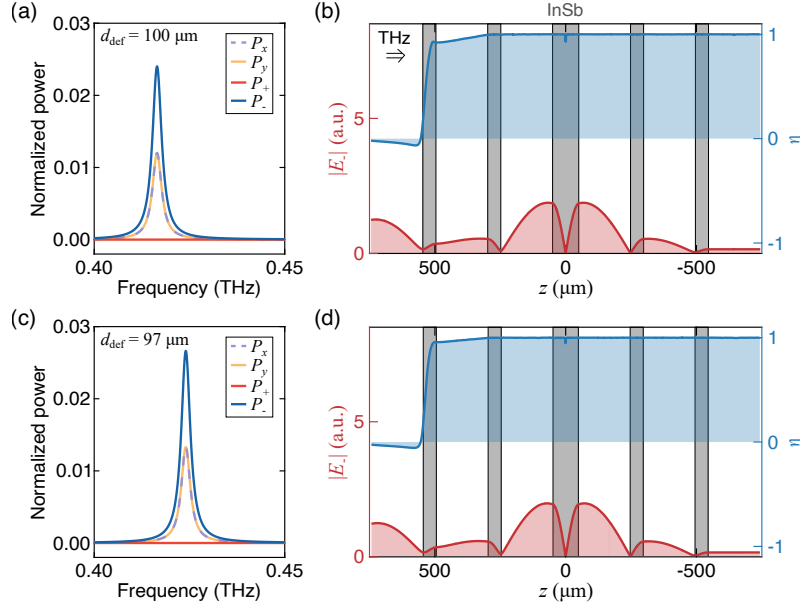 (a)
d_def = 100 μm
P_x
P_y
P_+
P_-
0.03
0.02
0.01
0.00
Normalized power
0.40
0.45
Frequency (THz)
(b)
InSb
THz
⇒
5
0
|E_-| (a.u.)
1
0
-1
η
500
0
-500
z (μm)
(c)
d_def = 97 μm
P_x
P_y
P_+
P_-
0.03
0.02
0.01
0.00
Normalized power
0.40
0.45
Frequency (THz)
(d)
5
0
|E_-| (a.u.)
1
0
-1
η
500
0
-500
z (μm)